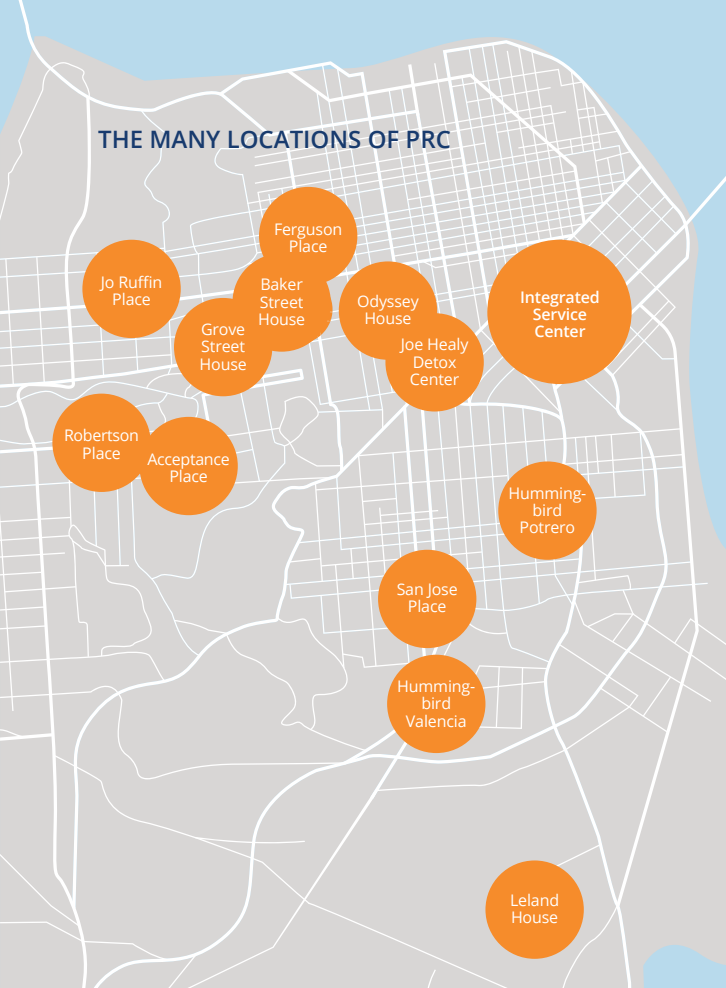 THE MANY LOCATIONS OF PRC
Ferguson
Place
Jo Ruffin
Place
Baker
Street
House
Odyssey
House
Integrated
Service
Center
Grove
Street
House
Joe Healy
Detox
Center
Robertson
Place
Acceptance
Place
Humming-
bird
Potrero
San Jose
Place
Humming-
bird
Valencia
Leland
House